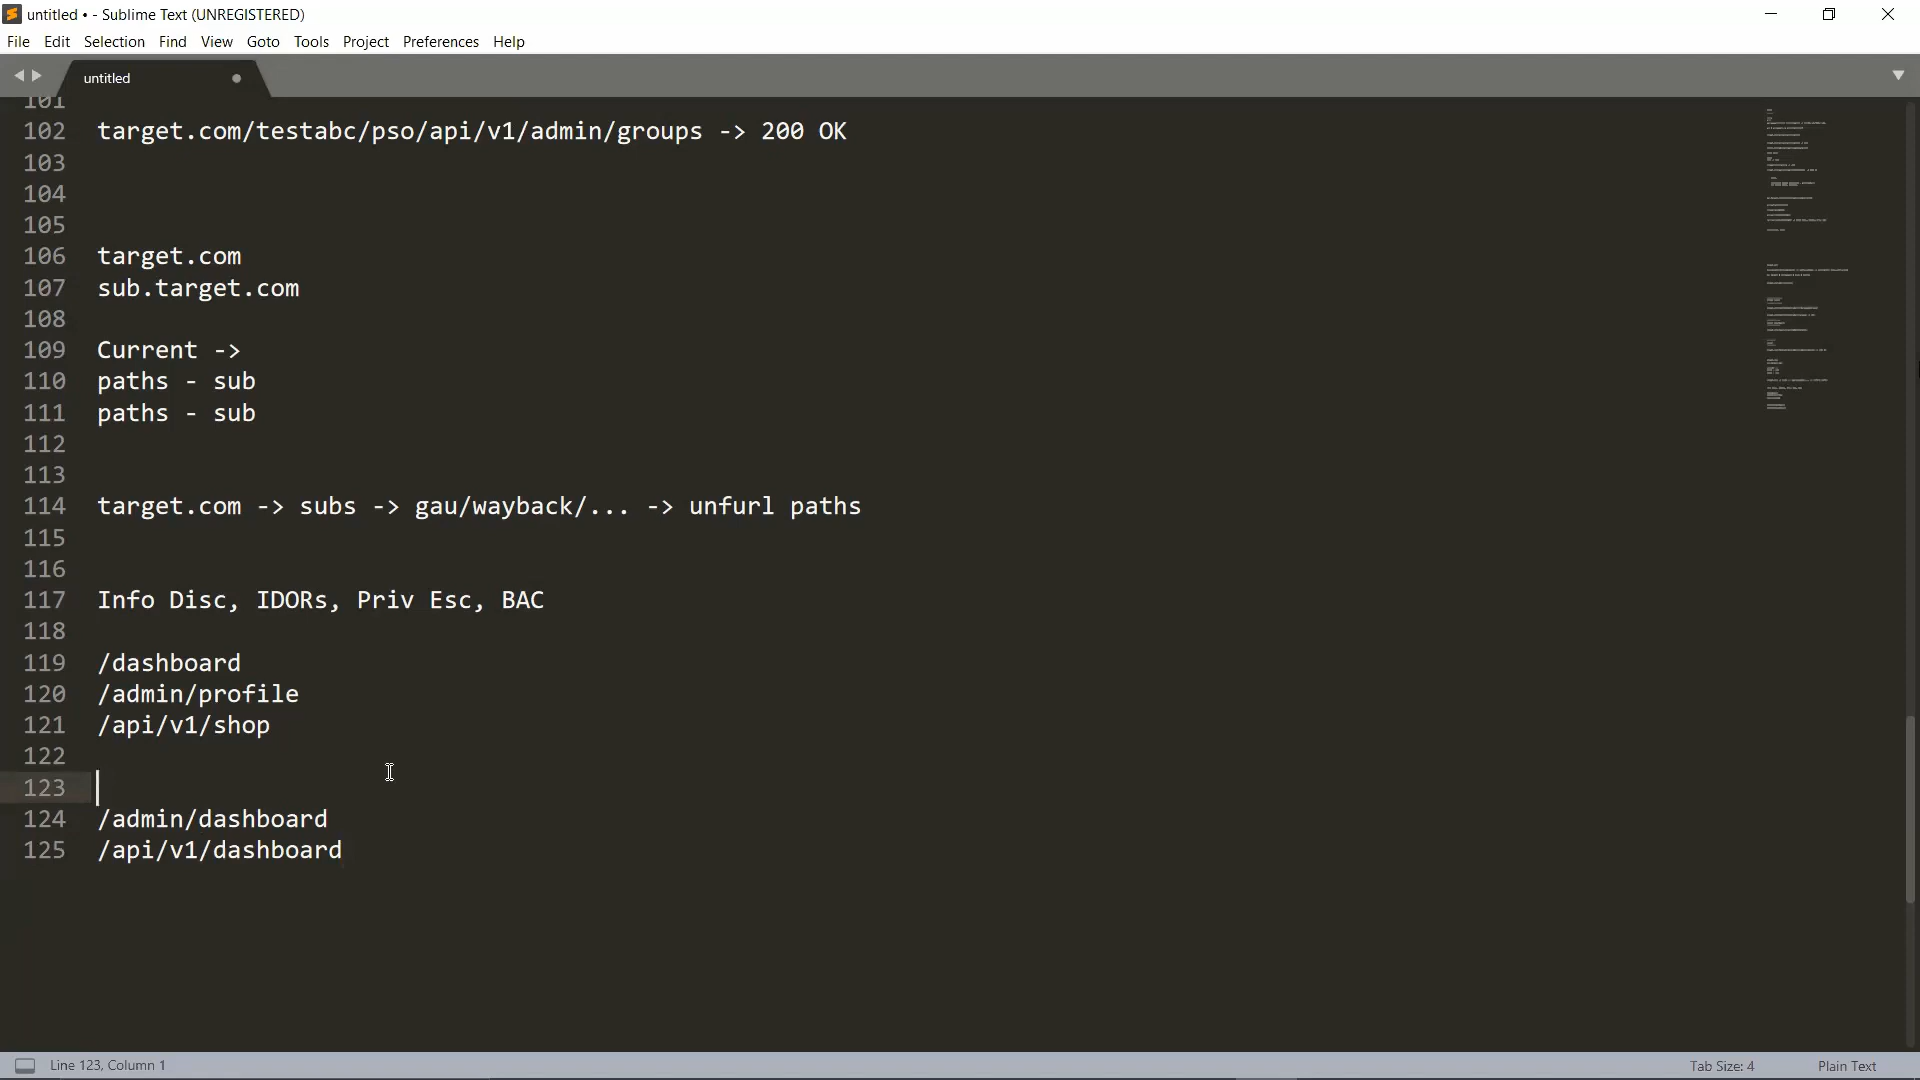 untitled • - Sublime Text (UNREGISTERED)
File Edit Selection Find View Goto Tools Project Preferences Help
untitled
101
102 target.com/testabc/pso/api/v1/admin/groups -> 200 OK
103
104
105
106 target.com
107 sub.target.com
108
109 Current ->
110 paths - sub
111 paths - sub
112
113
114 target.com -> subs -> gau/wayback/... -> unfurl paths
115
116
117 Info Disc, IDORs, Priv Esc, BAC
118
119 /dashboard
120 /admin/profile
121 /api/v1/shop
122
123
124 /admin/dashboard
125 /api/v1/dashboard
Line 123, Column 1 Tab Size: 4 Plain Text